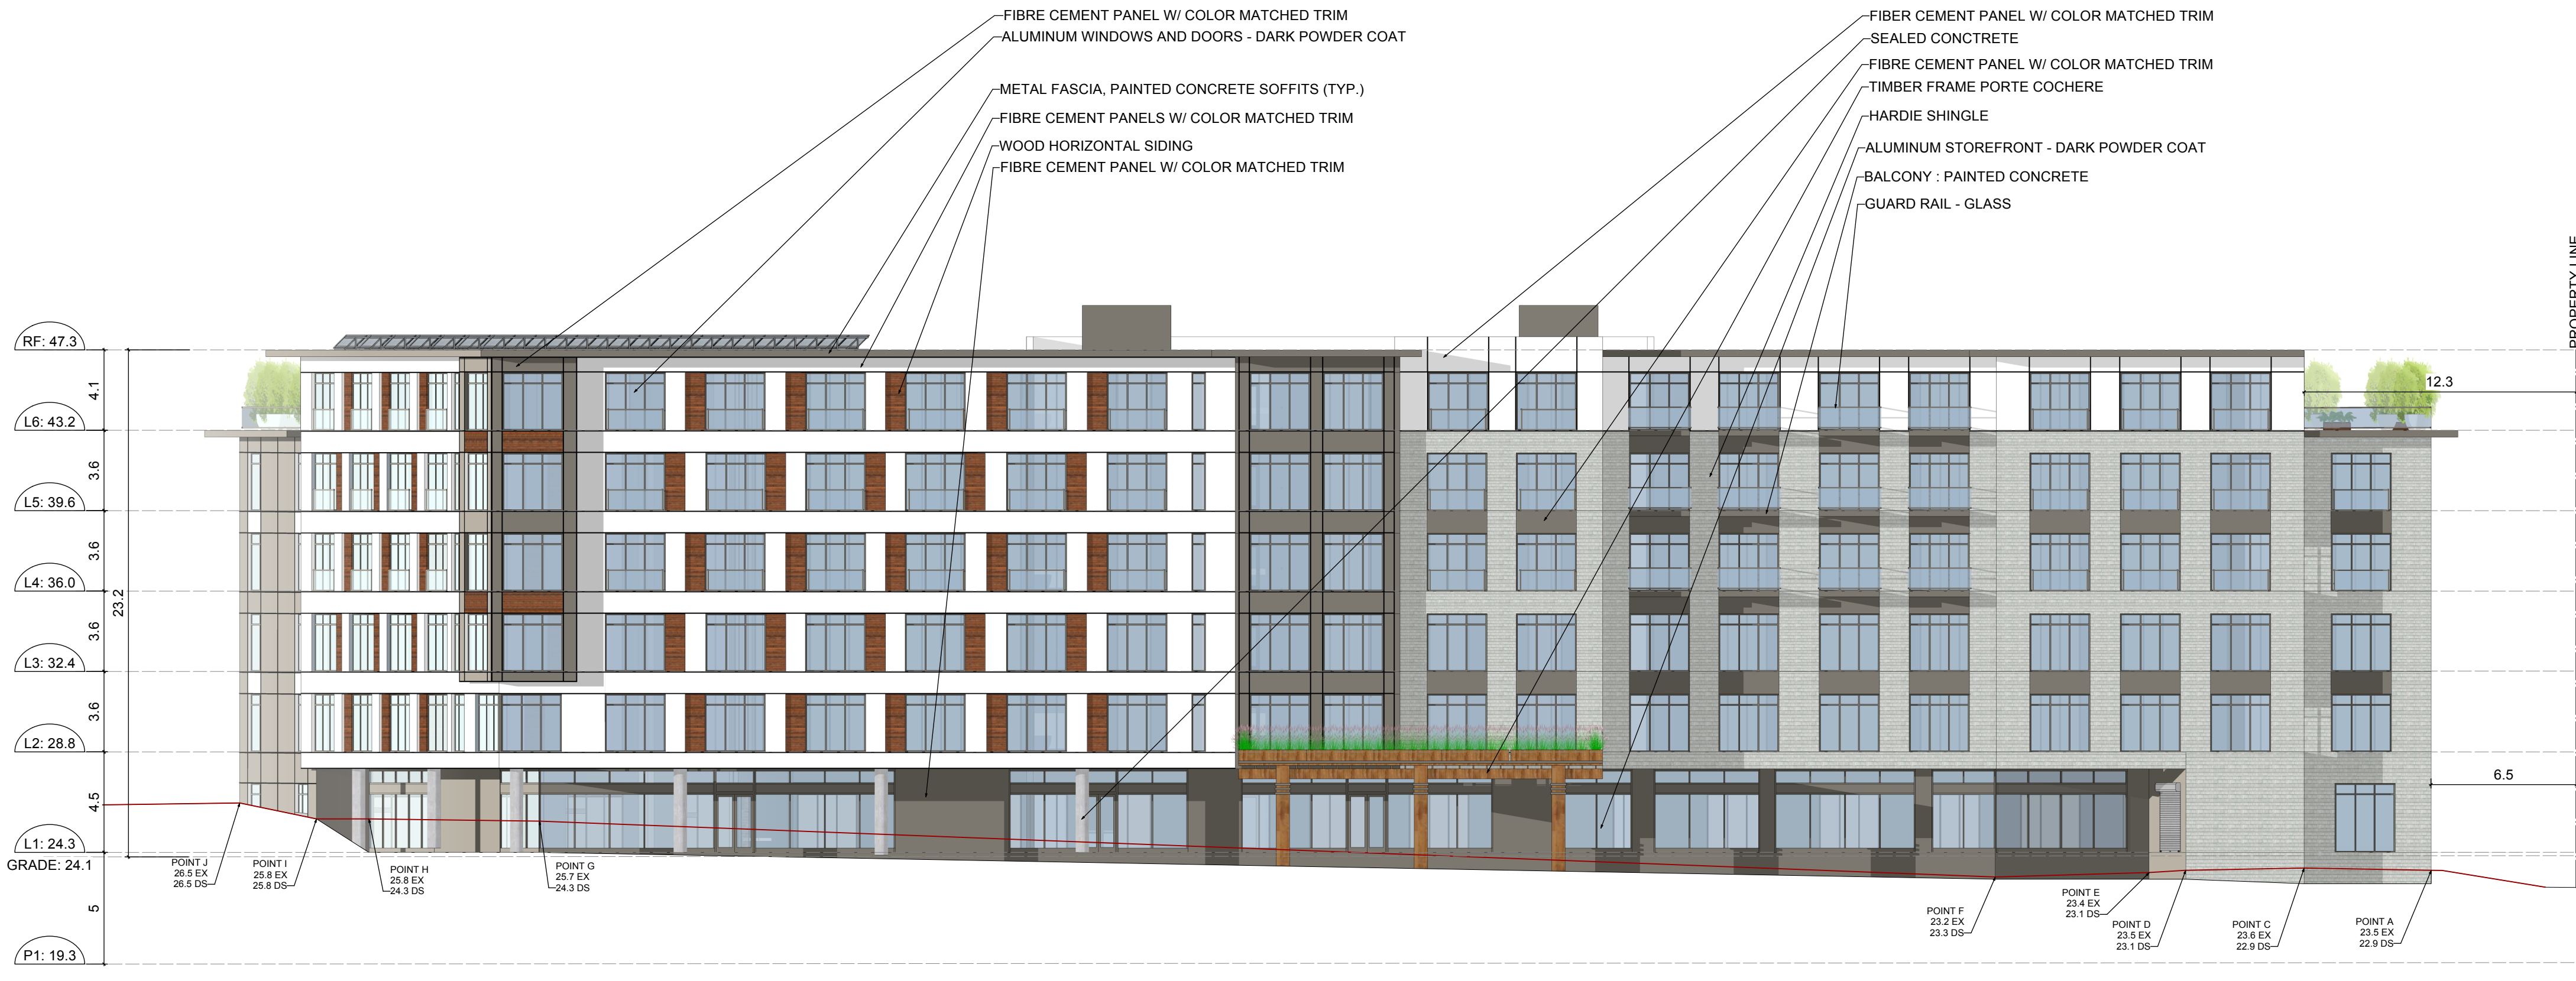 FIBRE CEMENT PANEL W/ COLOR MATCHED TRIM
ALUMINUM WINDOWS AND DOORS - DARK POWDER COAT
METAL FASCIA, PAINTED CONCRETE SOFFITS (TYP.)
FIBRE CEMENT PANELS W/ COLOR MATCHED TRIM
WOOD HORIZONTAL SIDING
FIBRE CEMENT PANEL W/ COLOR MATCHED TRIM
FIBER CEMENT PANEL W/ COLOR MATCHED TRIM
SEALED CONCTRETE
FIBRE CEMENT PANEL W/ COLOR MATCHED TRIM
TIMBER FRAME PORTE COCHERE
HARDIE SHINGLE
ALUMINUM STOREFRONT - DARK POWDER COAT
BALCONY : PAINTED CONCRETE
GUARD RAIL - GLASS
PROPERTY LINE
RF: 47.3
4.1
L6: 43.2
3.6
L5: 39.6
3.6
L4: 36.0
23.2
3.6
L3: 32.4
3.6
L2: 28.8
4.5
L1: 24.3
GRADE: 24.1
5
P1: 19.3
12.3
6.5
POINT J
26.5 EX
26.5 DS
POINT I
25.8 EX
25.8 DS
POINT H
25.8 EX
24.3 DS
POINT G
25.7 EX
24.3 DS
POINT F
23.2 EX
23.3 DS
POINT E
23.4 EX
23.1 DS
POINT D
23.5 EX
23.1 DS
POINT C
23.6 EX
22.9 DS
POINT A
23.5 EX
22.9 DS